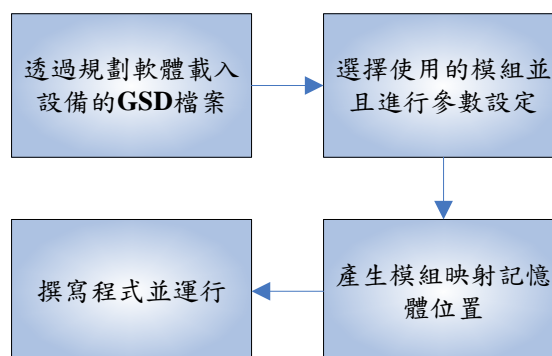 透過規劃軟體載入
設備的GSD檔案
選擇使用的模組並
且進行參數設定
產生模組映射記憶
體位置
撰寫程式並運行